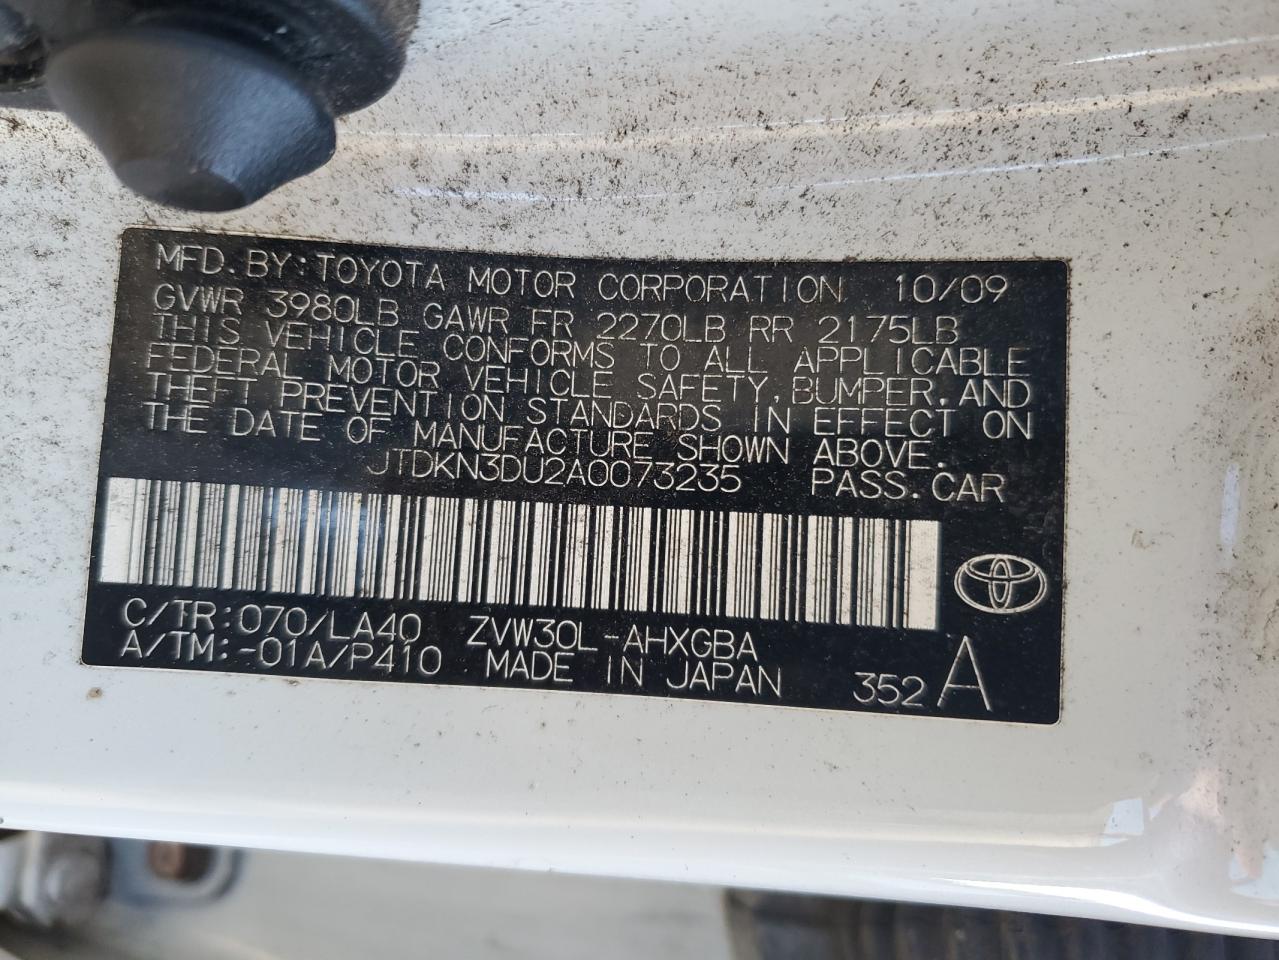 MFD. BY: TOYOTA MOTOR CORPORATION 10/09
GVWR 3980LB GAWR FR 2270LB RR 2175LB
THIS VEHICLE CONFORMS TO ALL APPLICABLE
FEDERAL MOTOR VEHICLE SAFETY, BUMPER, AND
THEFT PREVENTION STANDARDS IN EFFECT ON
THE DATE OF MANUFACTURE SHOWN ABOVE.
JTDKN3DU2A0073235 PASS. CAR
C/TR:070/LA40 ZVW30L-AHXGBA
A/TM:-01A/P410 MADE IN JAPAN 352 A